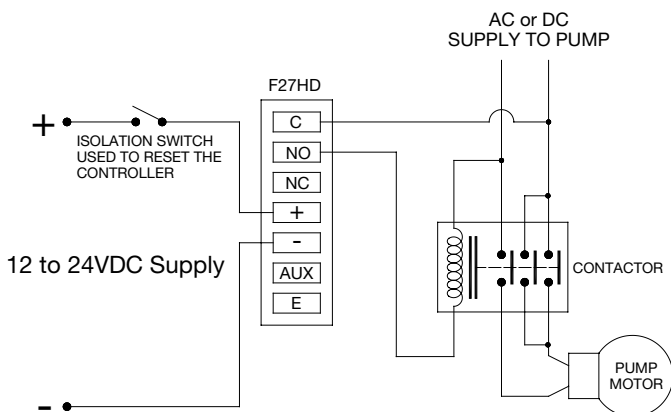 AC or DC
SUPPLY TO PUMP
F27HD
+
ISOLATION SWITCH
USED TO RESET THE
CONTROLLER
C
NO
NC
+
-
AUX
E
12 to 24VDC Supply
-
CONTACTOR
PUMP
MOTOR